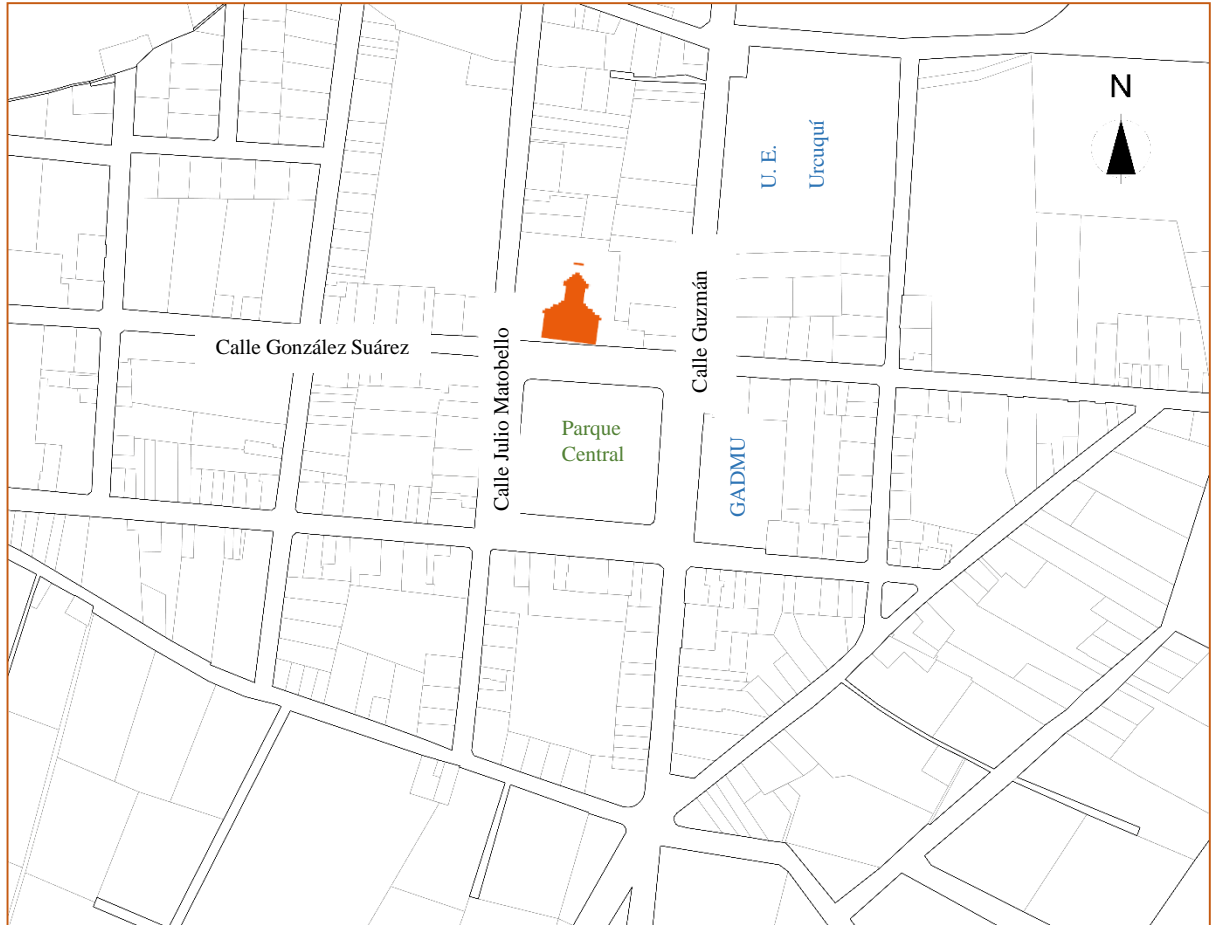 N
U. E.
Urcuquí
Calle Guzmán
Calle González Suárez
Calle Julio Matobello
Parque
Central
GADMU